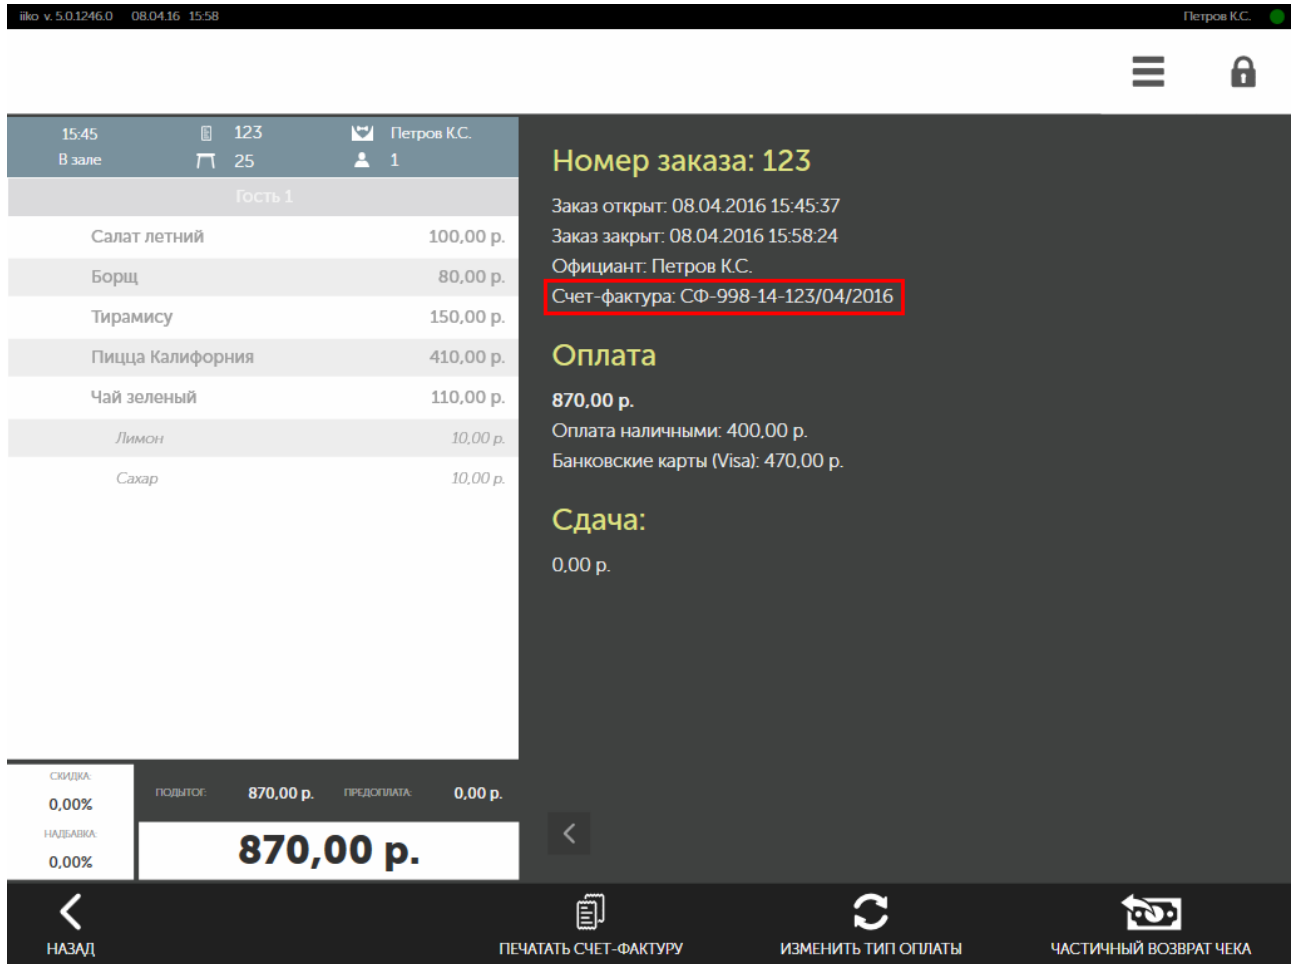 iiko v. 5.0.1246.0 08.04.16 15:58 Петров К.С.
15:45 123 Петров К.С.
В зале 25 1
Гость 1
Салат летний 100,00 р.
Борщ 80,00 р.
Тирамису 150,00 р.
Пицца Калифорния 410,00 р.
Чай зеленый 110,00 р.
Лимон 10,00 р.
Сахар 10,00 р.
СКИДКА:
0,00%
НАДБАВКА:
0,00%
ПОДЫТОГ: 870,00 р. ПРЕДОПЛАТА: 0,00 р.
870,00 р.
Номер заказа: 123
Заказ открыт: 08.04.2016 15:45:37
Заказ закрыт: 08.04.2016 15:58:24
Официант: Петров К.С.
Счет-фактура: СФ-998-14-123/04/2016
Оплата
870,00 р.
Оплата наличными: 400,00 р.
Банковские карты (Visa): 470,00 р.
Сдача:
0,00 р.
НАЗАД ПЕЧАТАТЬ СЧЕТ-ФАКТУРУ ИЗМЕНИТЬ ТИП ОПЛАТЫ ЧАСТИЧНЫЙ ВОЗВРАТ ЧЕКА